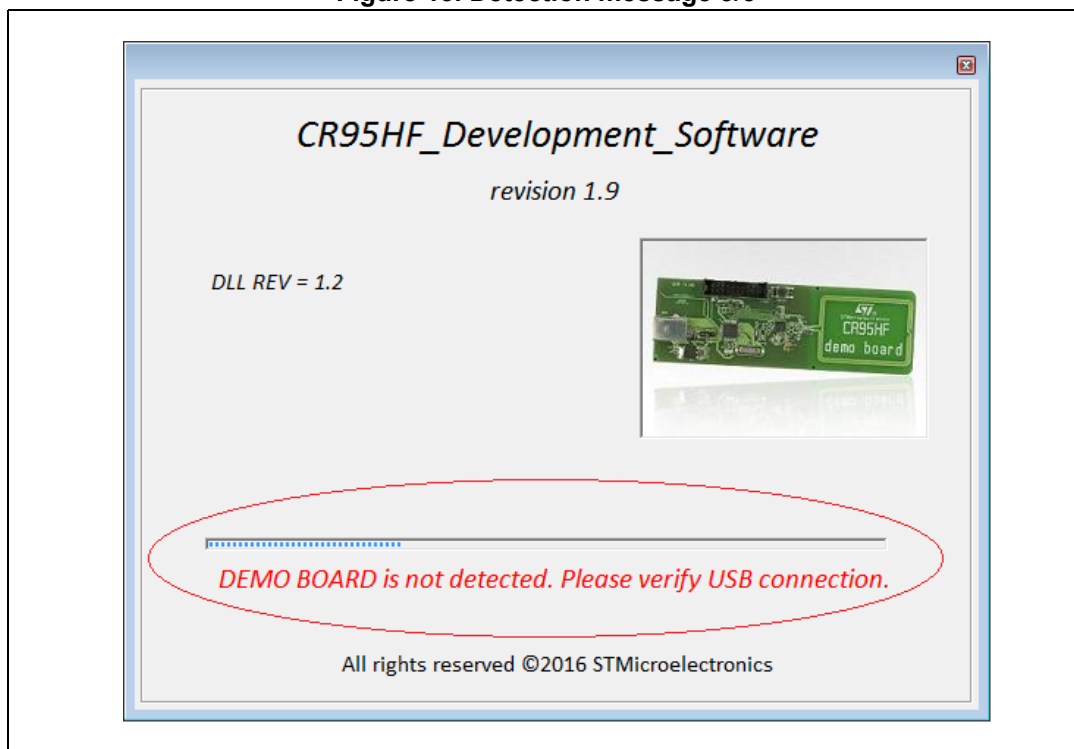 CR95HF_Development_Software
revision 1.9
DLL REV = 1.2
CR95HF
demo board
DEMO BOARD is not detected. Please verify USB connection.
All rights reserved ©2016 STMicroelectronics